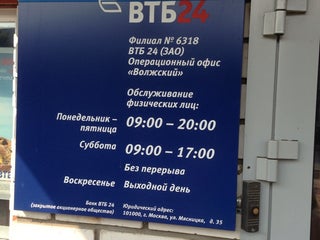 ВТБ24
Филиал № 6318
ВТБ 24 (ЗАО)
Операционный офис
«Волжский»
Обслуживание
физических лиц:
Понедельник – 09:00 – 20:00
пятница
Суббота 09:00 – 17:00
Без перерыва
Воскресенье Выходной день
Банк ВТБ 24 Юридический адрес:
(закрытое акционерное общество) 101000, г. Москва, ул. Мясницкая, д. 35
ВТБ